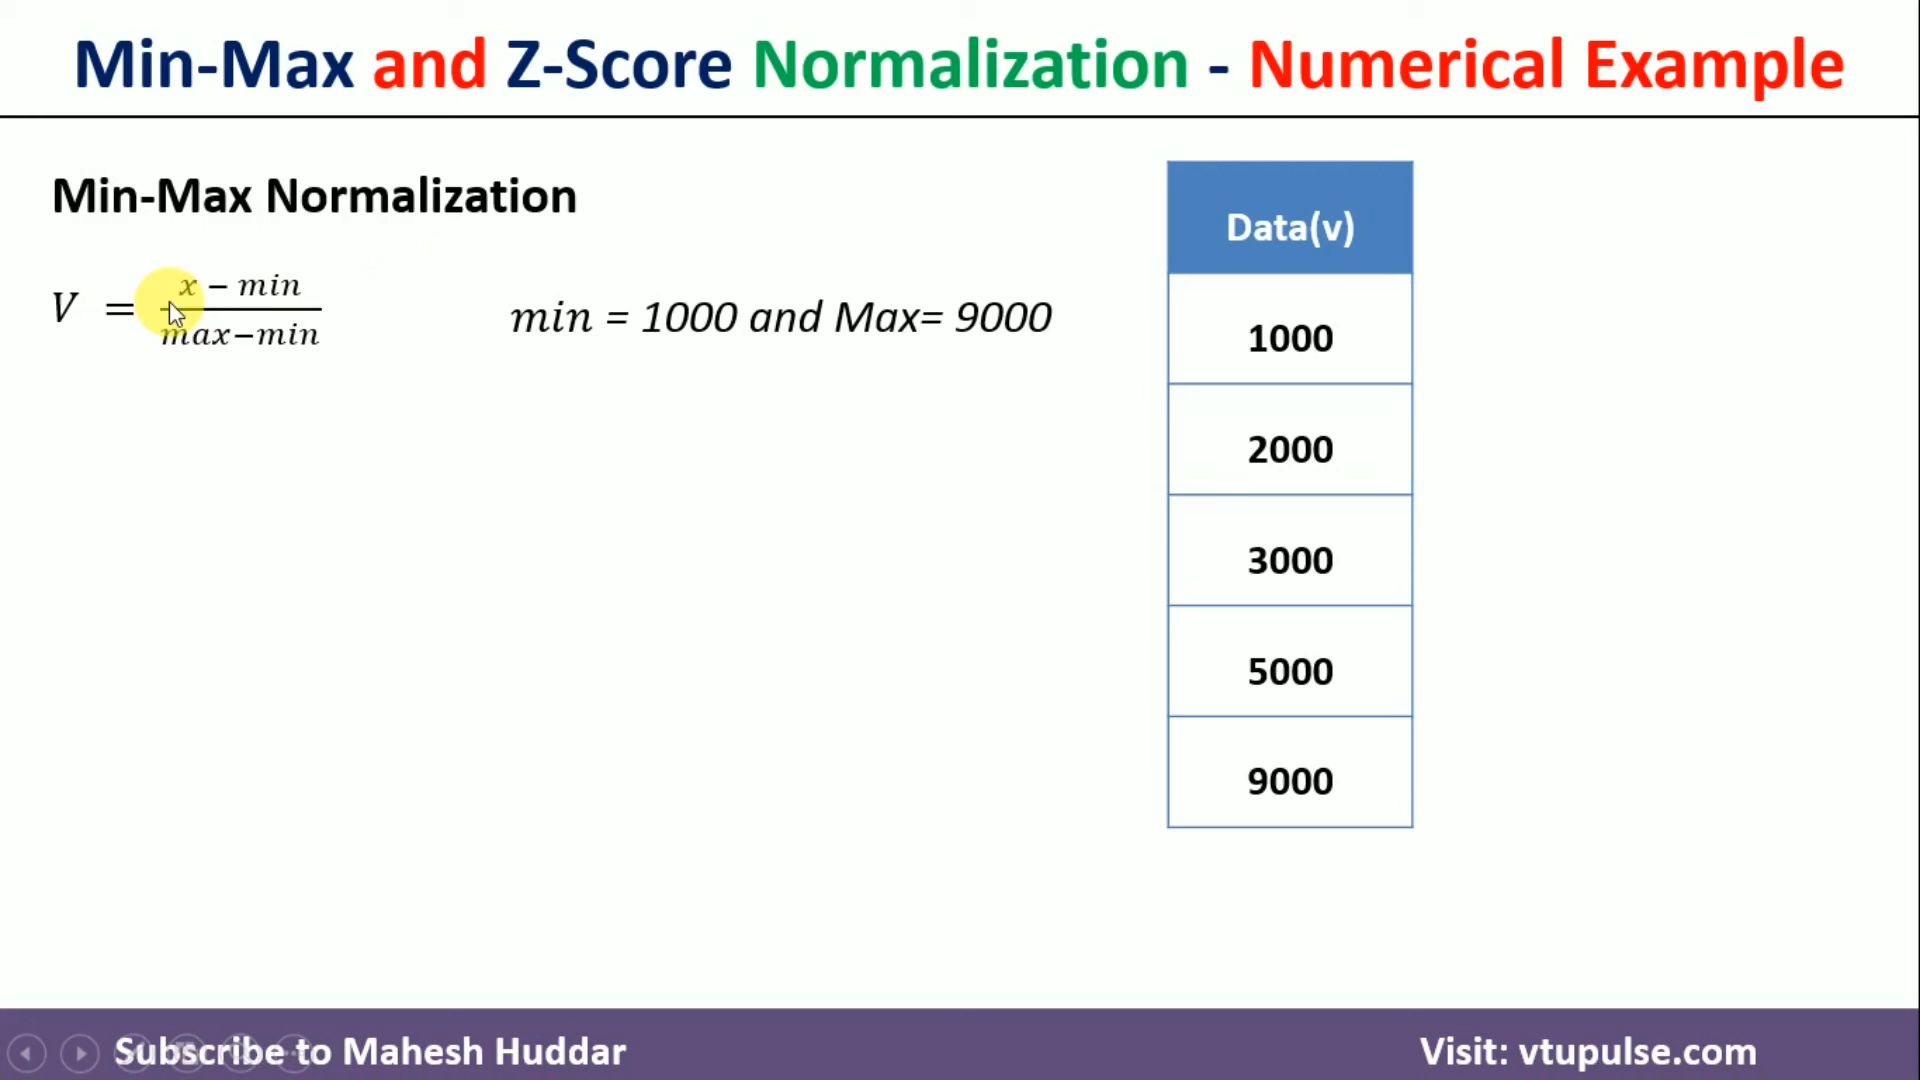 Min-Max and Z-Score Normalization - Numerical Example
Min-Max Normalization
V = x − min / max−min
min = 1000 and Max= 9000
Data(v)
1000
2000
3000
5000
9000
Subscribe to Mahesh Huddar
Visit: vtupulse.com